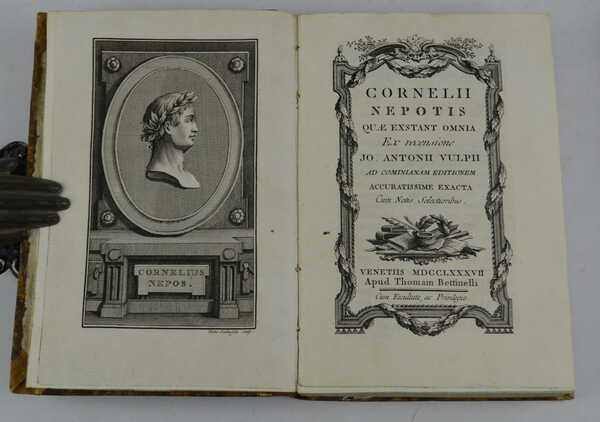 CORNELIUS
NEPOS.
CORNELII
NEPOTIS
QUÆ EXSTANT OMNIA
Ex recensione
JO. ANTONII VULPII
AD COMINIANAM EDITIONEM
ACCURATISSIME EXACTA
Cum Notis Selectioribus.
VENETIIS MDCCLXXXVII
Apud Thomam Bettinelli
Cum Facultate, ac Privilegio